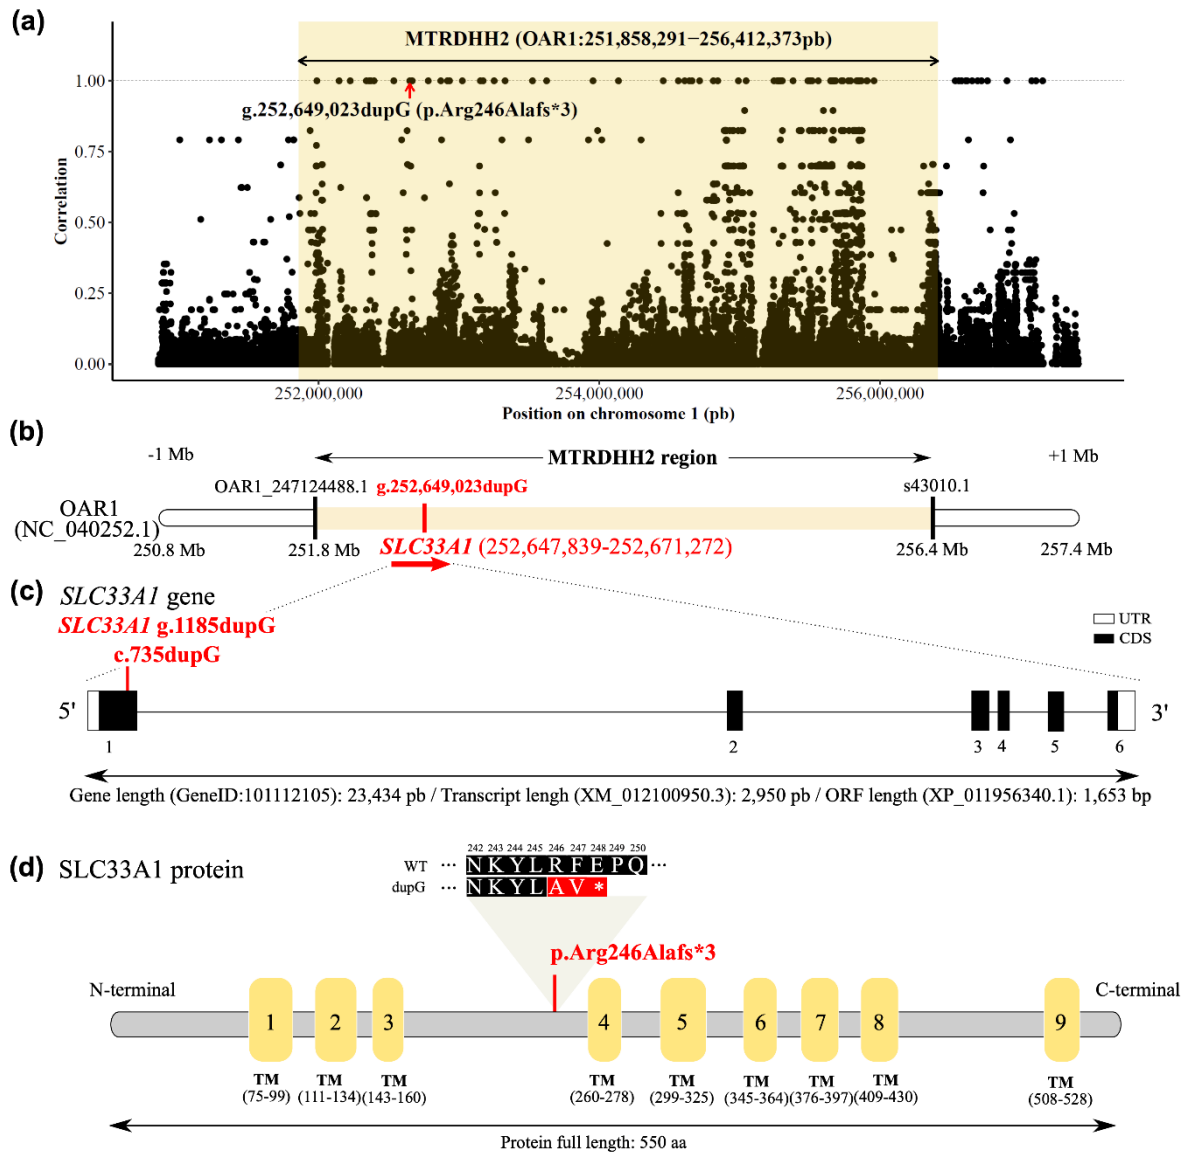 (a)
MTRDHH2 (OAR1:251,858,291−256,412,373pb)
1.00
g.252,649,023dupG (p.Arg246Alafs*3)
0.75
0.50
0.25
0.00
Correlation
252,000,000 254,000,000 256,000,000
Position on chromosome 1 (pb)
(b)
-1 Mb MTRDHH2 region +1 Mb
OAR1_247124488.1 g.252,649,023dupG s43010.1
OAR1
(NC_040252.1)
250.8 Mb 251.8 Mb SLC33A1 (252,647,839-252,671,272) 256.4 Mb 257.4 Mb
(c) SLC33A1 gene
SLC33A1 g.1185dupG
c.735dupG
UTR
CDS
5' 3'
1 2 3 4 5 6
Gene length (GeneID:101112105): 23,434 pb / Transcript lengh (XM_012100950.3): 2,950 pb / ORF length (XP_011956340.1): 1,653 bp
(d) SLC33A1 protein
242 243 244 245 246 247 248 249 250
WT ··· N K Y L R F E P Q ···
dupG ··· N K Y L A V *
p.Arg246Alafs*3
N-terminal C-terminal
1 2 3 4 5 6 7 8 9
TM TM TM TM TM TM TM TM TM
(75-99) (111-134) (143-160) (260-278) (299-325) (345-364) (376-397) (409-430) (508-528)
Protein full length: 550 aa